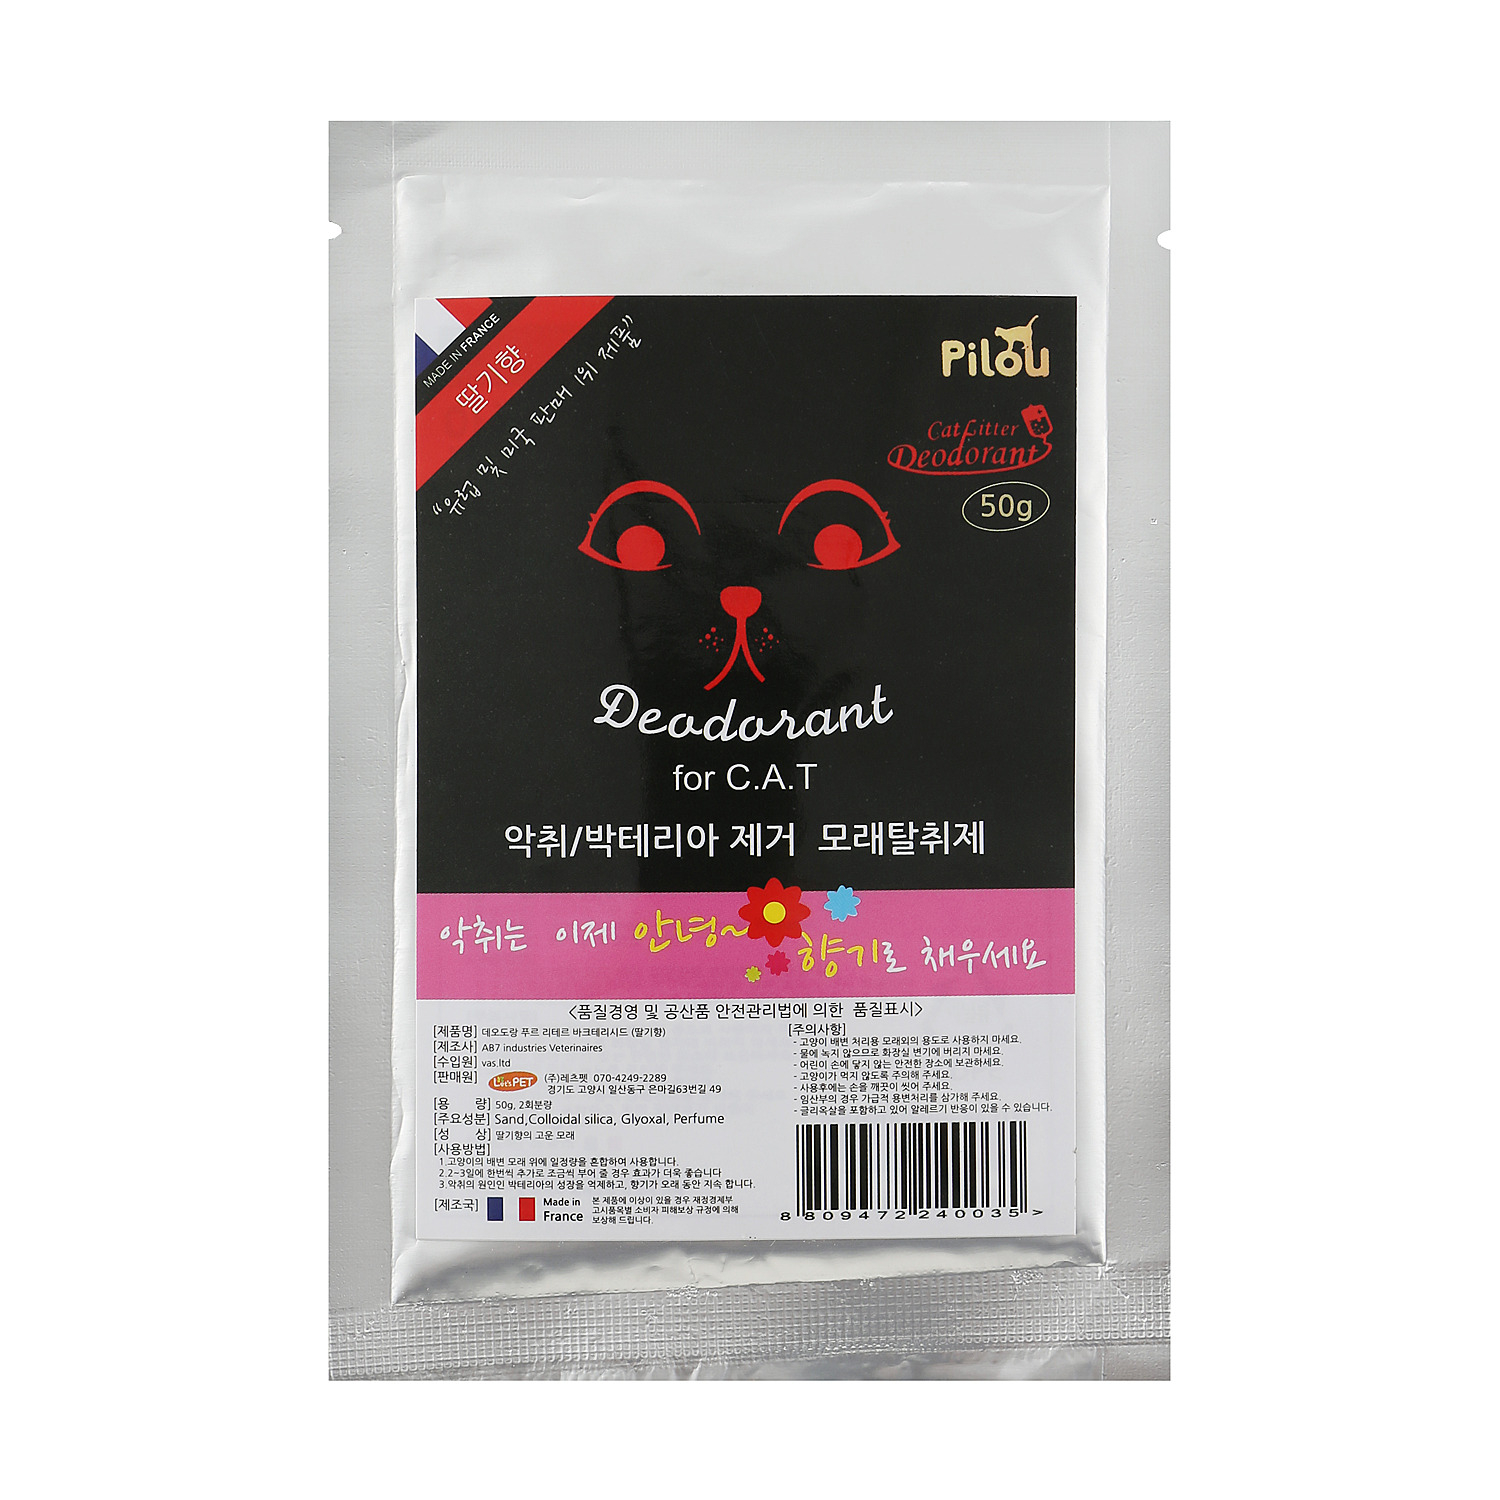 MADE IN FRANCE
딸기향
"유럽 및 미국 판매 1위 제품"
Pilou
Cat Litter
Deodorant
50g
Deodorant
for C.A.T
악취/박테리아 제거 모래탈취제
악취는 이제 안녕~
향기로 채우세요
<품질경영 및 공산품 안전관리법에 의한 품질표시>
[제품명] 데오도랑 푸르 리테르 바크테리시드 (딸기향)
[제조사] AB7 industries Veterinaires
[수입원] vas.ltd
[판매원] Let's PET (주)레츠펫 070-4249-2289
경기도 고양시 일산동구 은마길63번길 49
[용 량] 50g, 2회분량
[주요성분] Sand,Colloidal silica, Glyoxal, Perfume
[성 상] 딸기향의 고운 모래
[사용방법]
1.고양이의 배변 모래 위에 일정량을 혼합하여 사용합니다.
2.2~3일에 한번씩 추가로 조금씩 부어 줄 경우 효과가 더욱 좋습니다
3.악취의 원인인 박테리아의 성장을 억제하고, 향기가 오래 동안 지속 합니다.
[제조국] Made in France
본 제품에 이상이 있을 경우 재정경제부
고시품목별 소비자 피해보상 규정에 의해
보상해 드립니다.
[주의사항]
- 고양이 배변 처리용 모래외의 용도로 사용하지 마세요.
- 물에 녹지 않으므로 화장실 변기에 버리지 마세요.
- 어린이 손에 닿지 않는 안전한 장소에 보관하세요.
- 고양이가 먹지 않도록 주의해 주세요.
- 사용후에는 손을 깨끗이 씻어 주세요.
- 임산부의 경우 가급적 용변처리를 삼가해 주세요.
- 글리옥살을 포함하고 있어 알레르기 반응이 있을 수 있습니다.
8 809472 240035 >